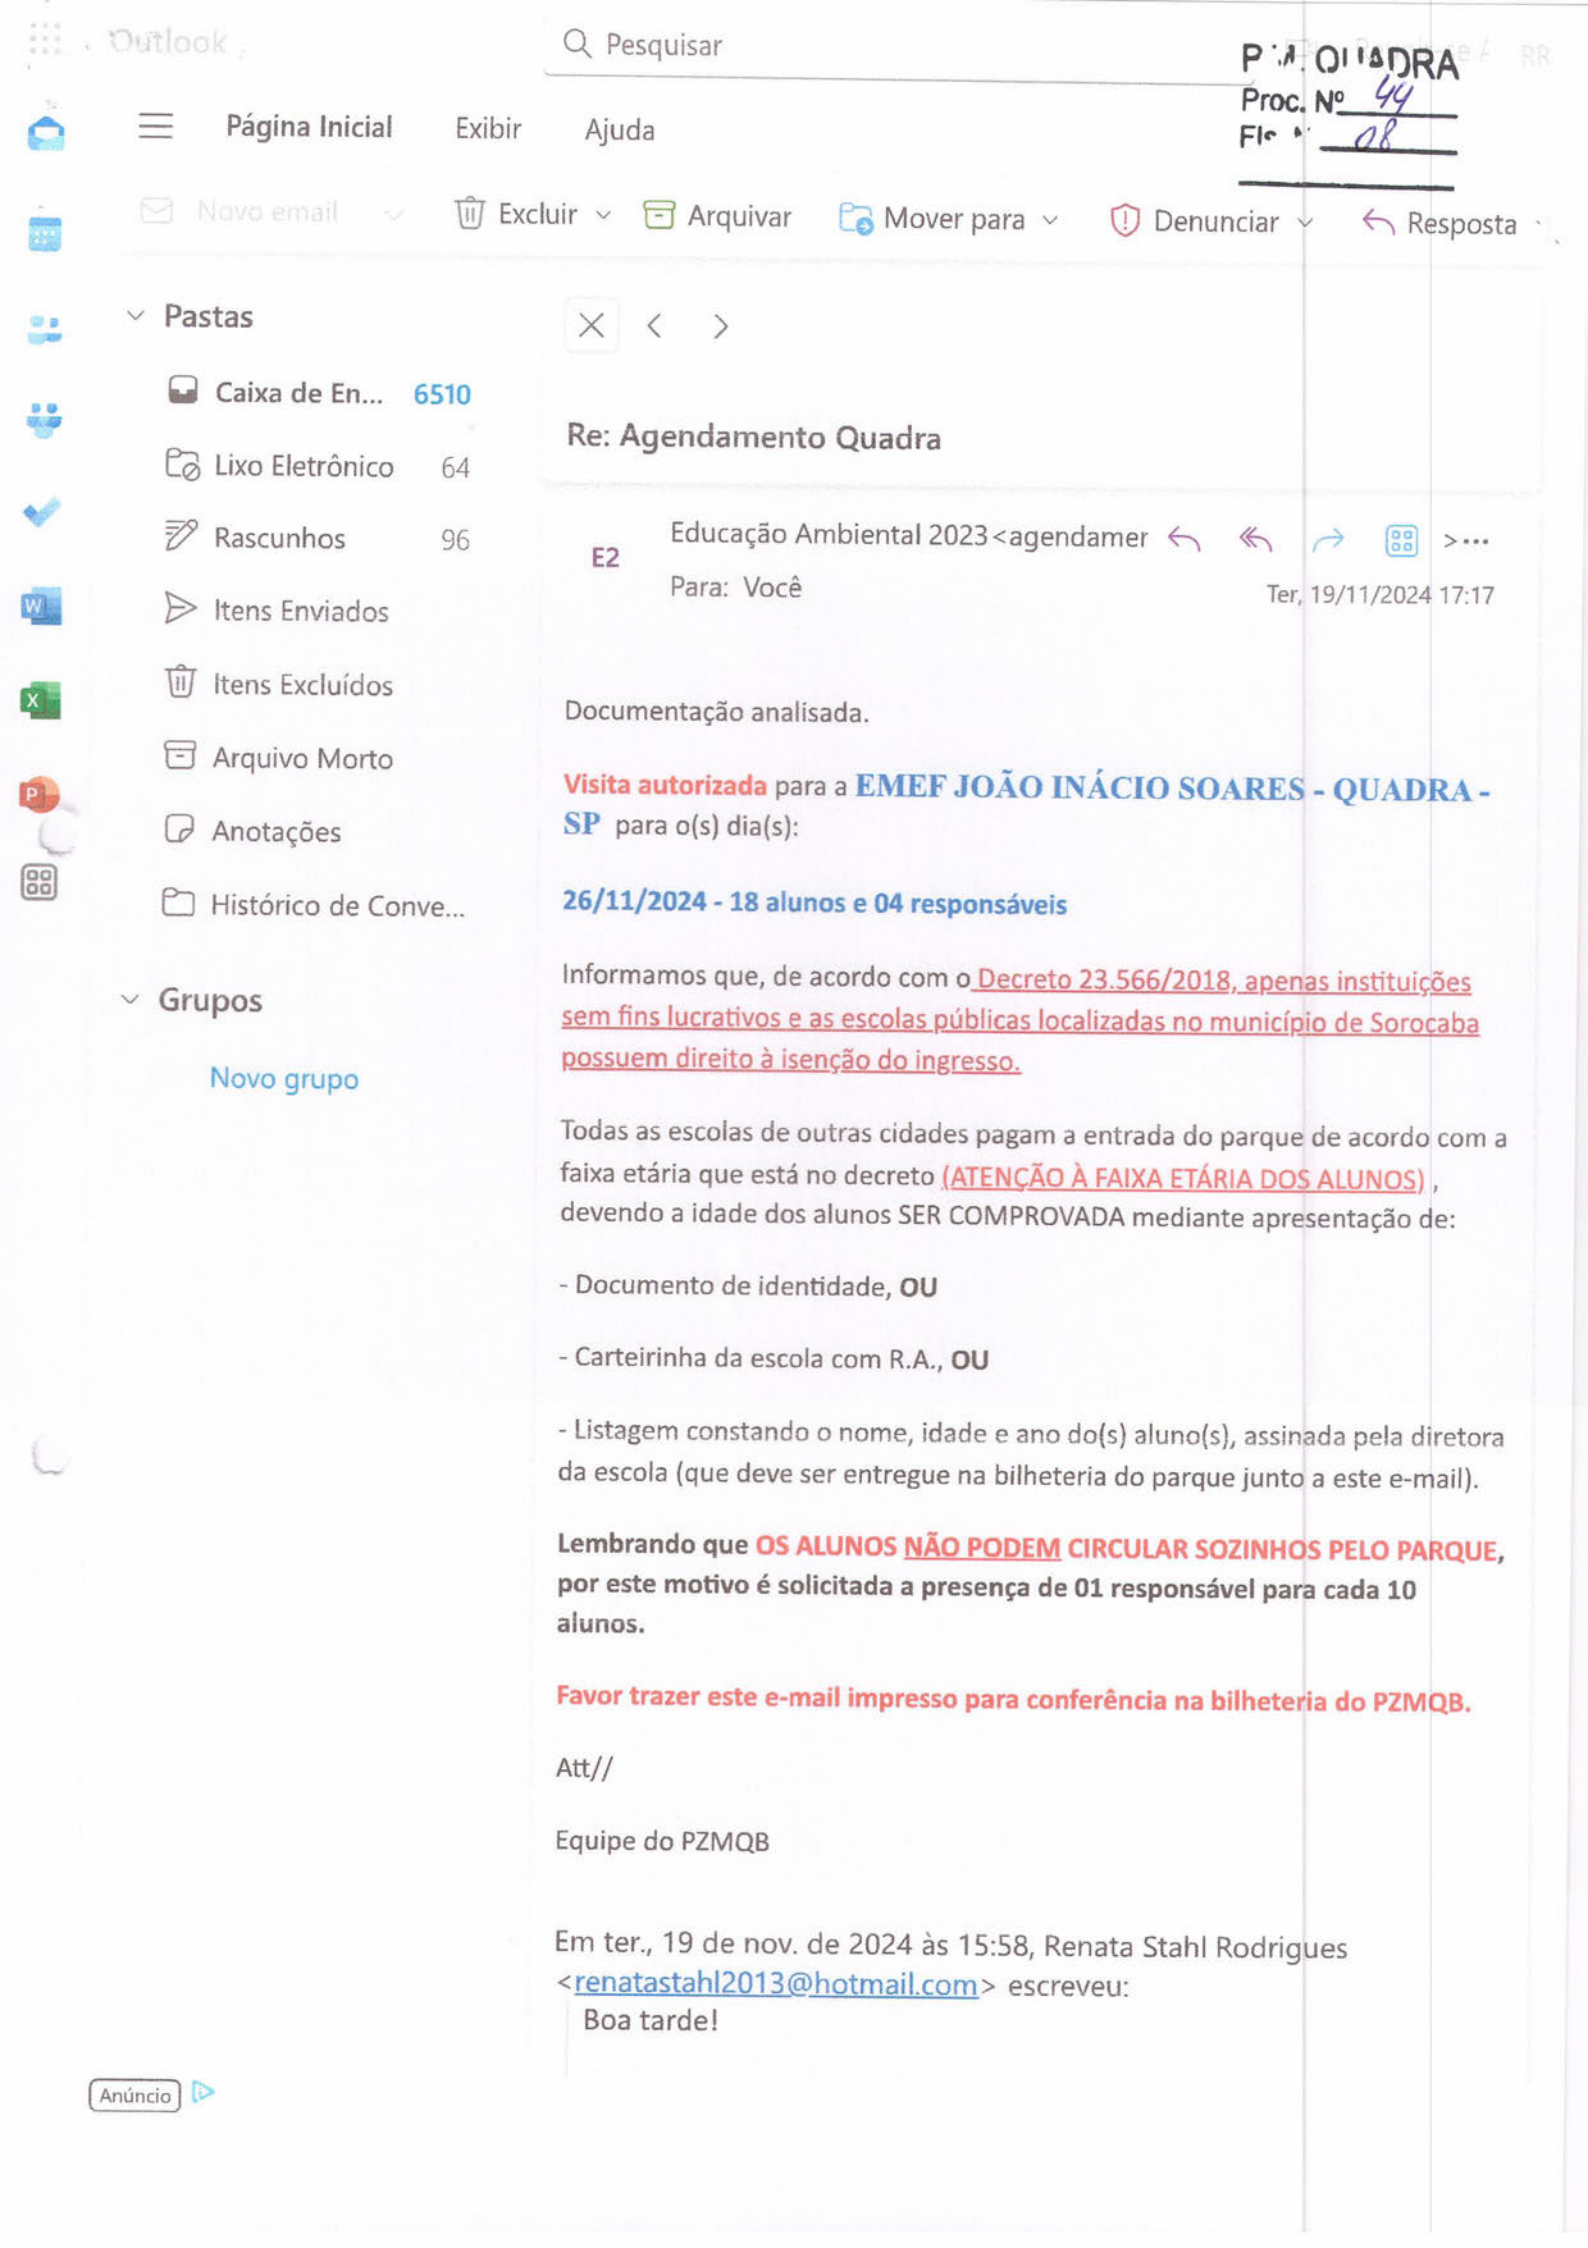 Outlook
Pesquisar
RR
QUADRA
Proc. Nº 44
08
Página Inicial Exibir Ajuda
Novo email Excluir Arquivar Mover para Denunciar Resposta
Pastas
Caixa de En... 6510
Lixo Eletrônico 64
Rascunhos 96
Itens Enviados
Itens Excluídos
Arquivo Morto
Anotações
Histórico de Conve...
Grupos
Novo grupo
Re: Agendamento Quadra
E2
Educação Ambiental 2023<agendamer >...
Para: Você
Ter, 19/11/2024 17:17
Documentação analisada.
Visita autorizada para a EMEF JOÃO INÁCIO SOARES - QUADRA -
SP para o(s) dia(s):
26/11/2024 - 18 alunos e 04 responsáveis
Informamos que, de acordo com o Decreto 23.566/2018, apenas instituições
sem fins lucrativos e as escolas públicas localizadas no município de Sorocaba
possuem direito à isenção do ingresso.
Todas as escolas de outras cidades pagam a entrada do parque de acordo com a
faixa etária que está no decreto (ATENÇÃO À FAIXA ETÁRIA DOS ALUNOS) ,
devendo a idade dos alunos SER COMPROVADA mediante apresentação de:
- Documento de identidade, OU
- Carteirinha da escola com R.A., OU
- Listagem constando o nome, idade e ano do(s) aluno(s), assinada pela diretora
da escola (que deve ser entregue na bilheteria do parque junto a este e-mail).
Lembrando que OS ALUNOS NÃO PODEM CIRCULAR SOZINHOS PELO PARQUE,
por este motivo é solicitada a presença de 01 responsável para cada 10
alunos.
Favor trazer este e-mail impresso para conferência na bilheteria do PZMQB.
Att//
Equipe do PZMQB
Em ter., 19 de nov. de 2024 às 15:58, Renata Stahl Rodrigues
<renatastahl2013@hotmail.com> escreveu:
Boa tarde!
Anúncio